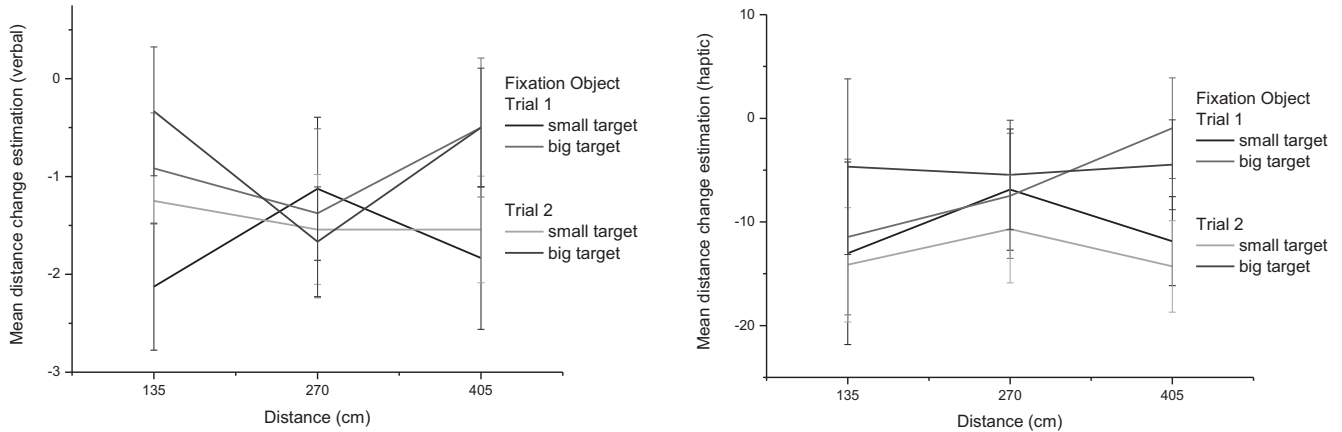 Mean distance change estimation (verbal)
0
-1
-2
-3
135
270
405
Distance (cm)
Fixation Object
Trial 1
small target
big target
Trial 2
small target
big target
Mean distance change estimation (haptic)
10
0
-10
-20
135
270
405
Distance (cm)
Fixation Object
Trial 1
small target
big target
Trial 2
small target
big target